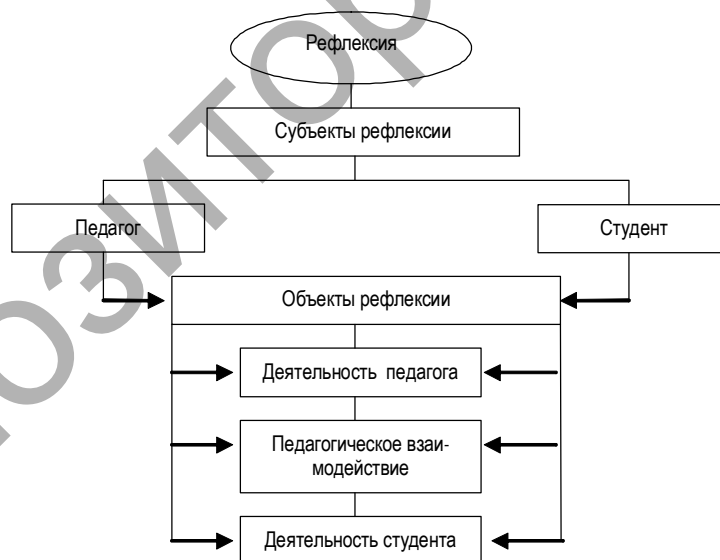 Рефлексия
Субъекты рефлексии
Педагог
Студент
Объекты рефлексии
Деятельность педагога
Педагогическое взаи-
модействие
Деятельность студента